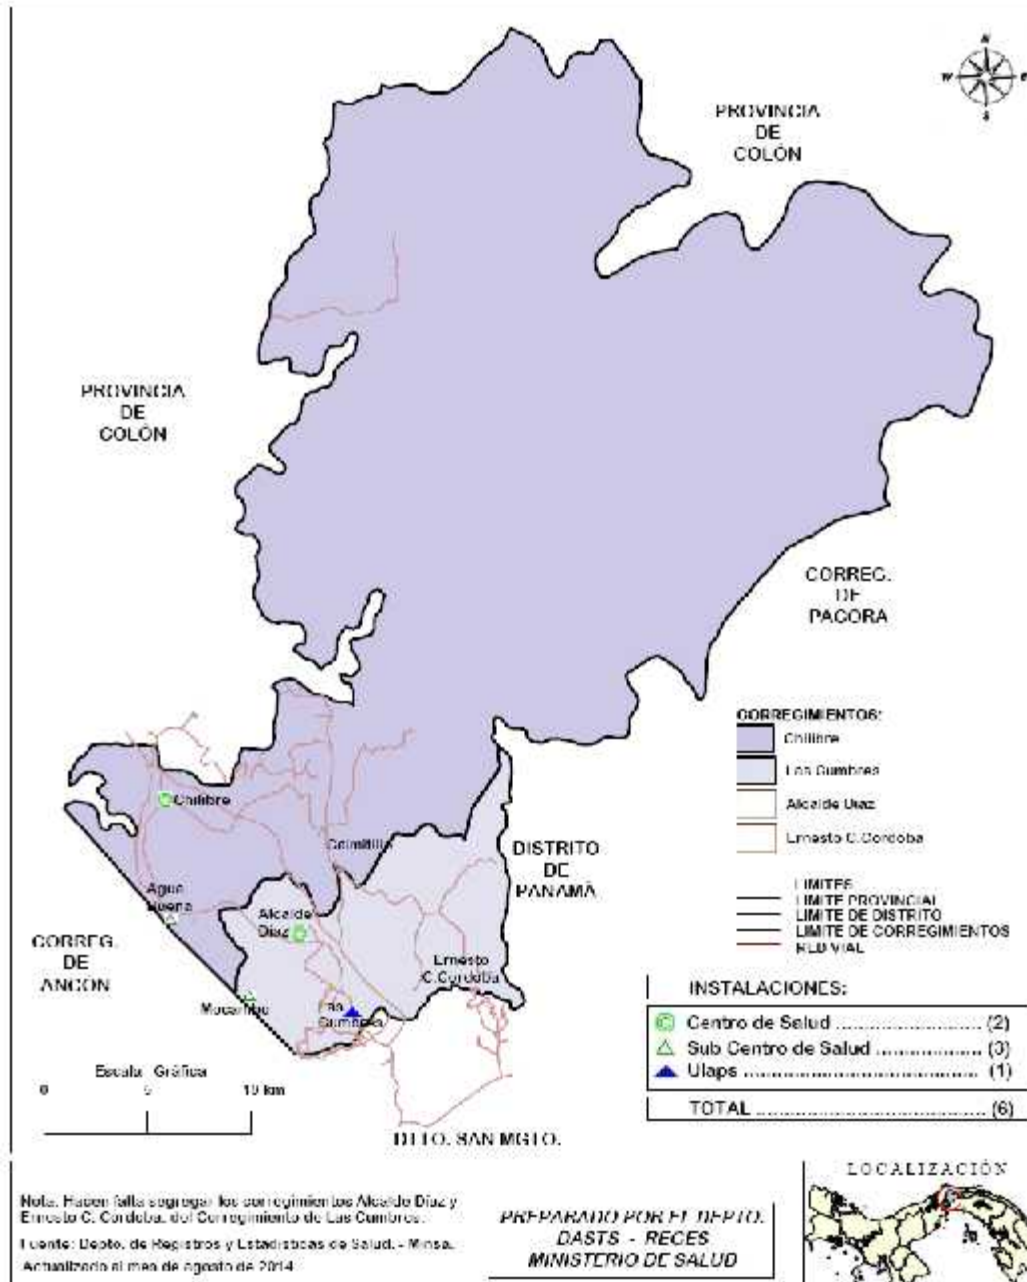 N
W
E
S
PROVINCIA
DE
COLÓN
PROVINCIA
DE
COLÓN
CORREG.
DE
PACORA
CORREGIMIENTOS:
Chilibre
Las Cumbres
Alcalde Díaz
Ernesto C.Cordoba
LIMITES
LIMITE PROVINCIAL
LIMITE DE DISTRITO
LIMITE DE CORREGIMIENTOS
RED VIAL
Chilibre
Caimitillo
DISTRITO
DE
PANAMÁ
Agua
Buena
Alcalde
Díaz
CORREG.
DE
ANCÓN
Ernesto
C.Cordoba
Mocambo
Las
Cumbres
INSTALACIONES:
Centro de Salud (2)
Sub Centro de Salud (3)
Ulaps (1)
TOTAL (6)
Escala Gráfica
0 5 10 km
DTTO. SAN MGTO.
LOCALIZACIÓN
Nota: Hacen falta segregar los corregimientos Alcalde Díaz y
Ernesto C. Cordoba, del Corregimiento de Las Cumbres.
Fuente: Depto. de Registros y Estadísticas de Salud. - Minsa.
Actualizado al mes de agosto de 2014
PREPARADO POR EL DEPTO.
DASTS - RECES
MINISTERIO DE SALUD